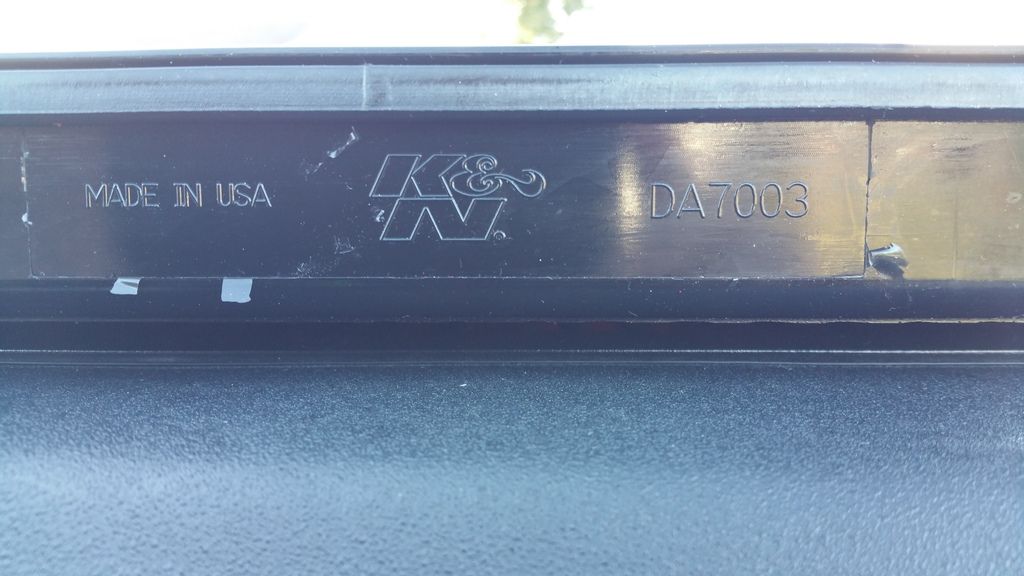 MADE IN USA K&N® DA7003